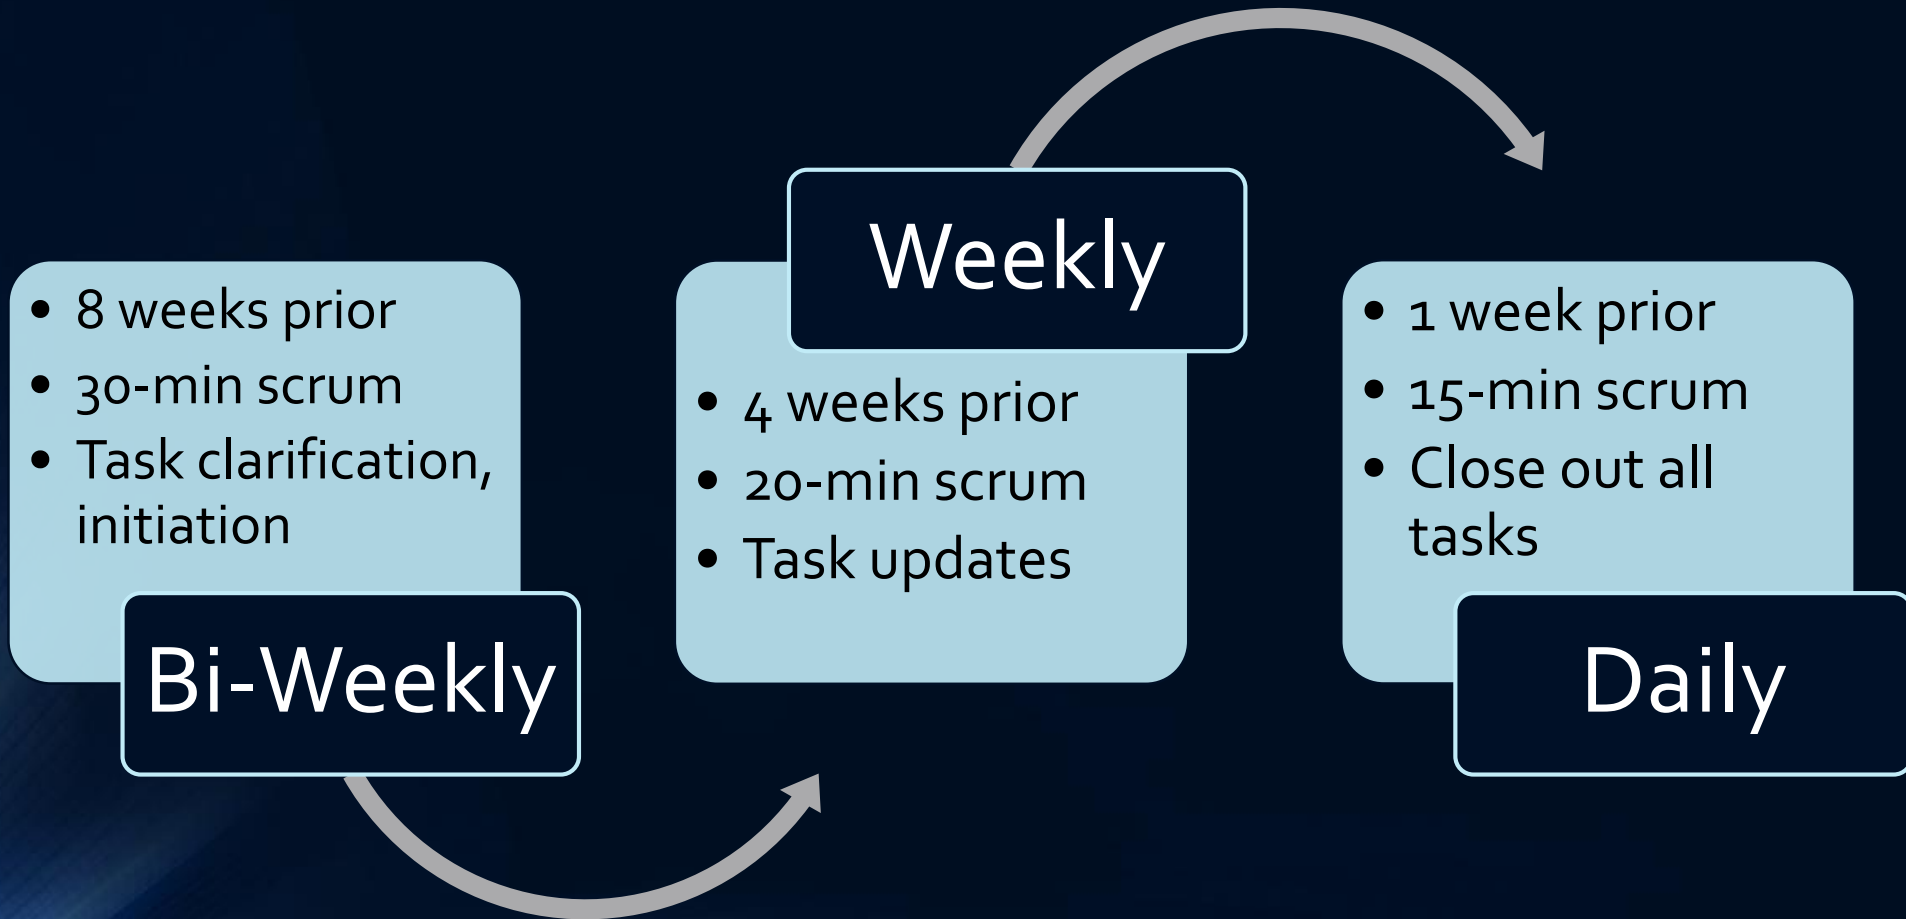 • 8 weeks prior
• 30-min scrum
• Task clarification,
initiation
Bi-Weekly
Weekly
• 4 weeks prior
• 20-min scrum
• Task updates
• 1 week prior
• 15-min scrum
• Close out all
tasks
Daily